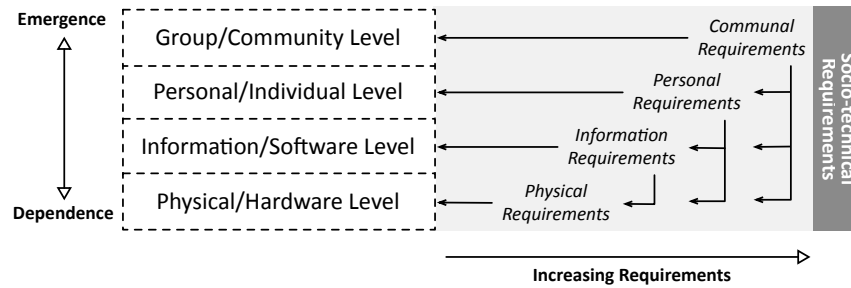 Emergence
Group/Community Level
Communal
Requirements
Personal/Individual Level
Personal
Requirements
Information/Software Level
Information
Requirements
Physical/Hardware Level
Physical
Requirements
Dependence
Socio-technical
Requirements
Increasing Requirements